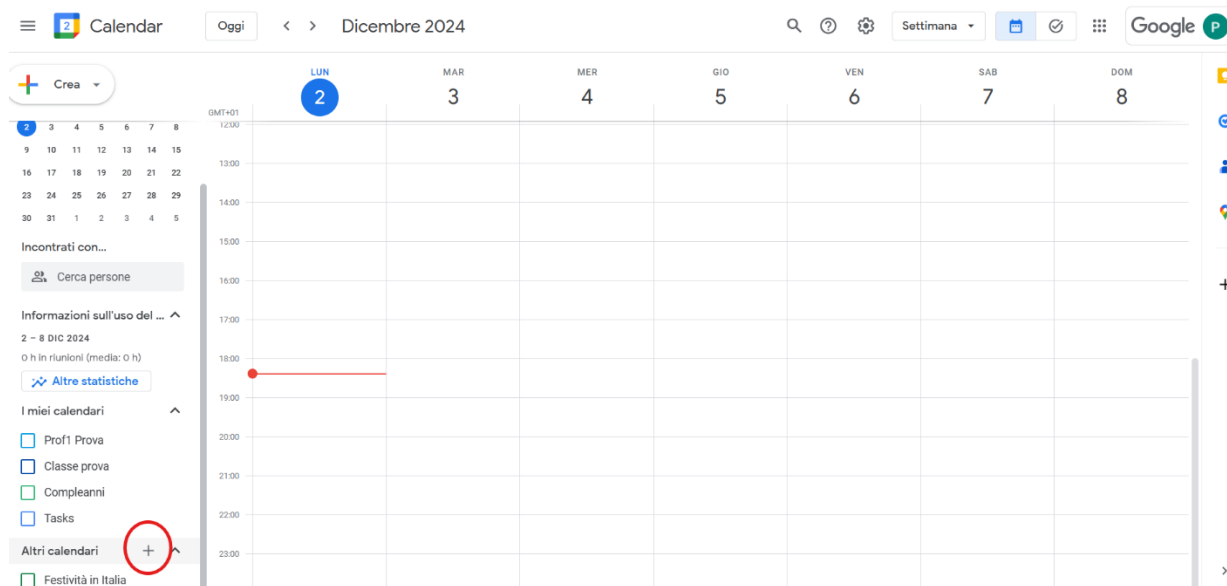 2
Calendar
Oggi
Dicembre 2024
Settimana
Google
P
Crea
LUN
MAR
MER
GIO
VEN
SAB
DOM
2
3
4
5
6
7
8
GMT+01
2 3 4 5 6 7 8
9 10 11 12 13 14 15
16 17 18 19 20 21 22
23 24 25 26 27 28 29
30 31 1 2 3 4 5
Incontrati con...
Cerca persone
Informazioni sull'uso del ...
2 – 8 DIC 2024
0 h in riunioni (media: 0 h)
Altre statistiche
I miei calendari
Prof1 Prova
Classe prova
Compleanni
Tasks
Altri calendari
Festività in Italia
12:00
13:00
14:00
15:00
16:00
17:00
18:00
19:00
20:00
21:00
22:00
23:00